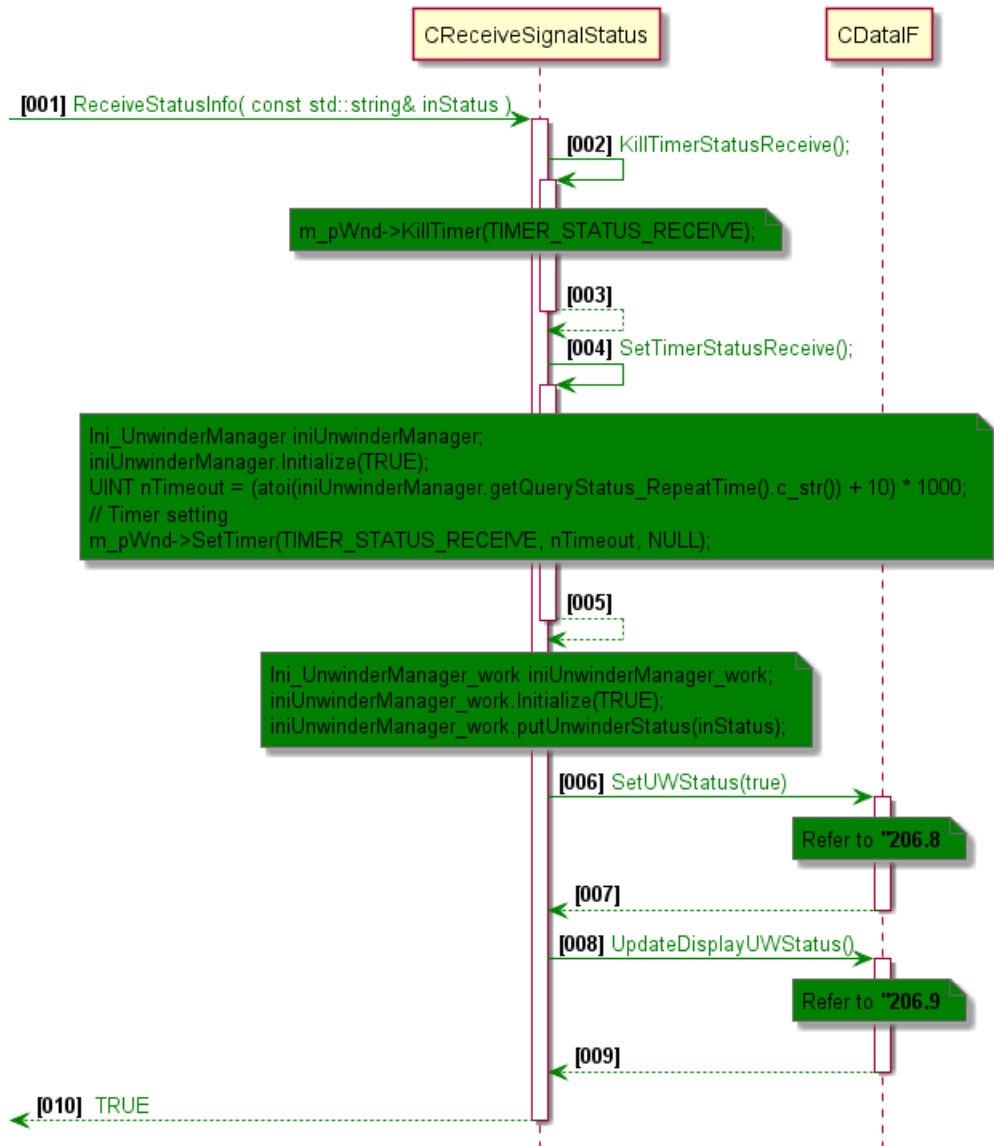 CReceiveSignalStatus
CDataIF
[001] ReceiveStatusInfo( const std::string& inStatus )
[002] KillTimerStatusReceive();
m_pWnd->KillTimer(TIMER_STATUS_RECEIVE);
[003]
[004] SetTimerStatusReceive();
Ini_UnwinderManager iniUnwinderManager;
iniUnwinderManager.Initialize(TRUE);
UINT nTimeout = (atoi(iniUnwinderManager.getQueryStatus_RepeatTime().c_str()) + 10) * 1000;
// Timer setting
m_pWnd->SetTimer(TIMER_STATUS_RECEIVE, nTimeout, NULL);
[005]
Ini_UnwinderManager_work iniUnwinderManager_work;
iniUnwinderManager_work.Initialize(TRUE);
iniUnwinderManager_work.putUnwinderStatus(inStatus);
[006] SetUWStatus(true)
Refer to "206.8
[007]
[008] UpdateDisplayUWStatus()
Refer to "206.9
[009]
[010] TRUE